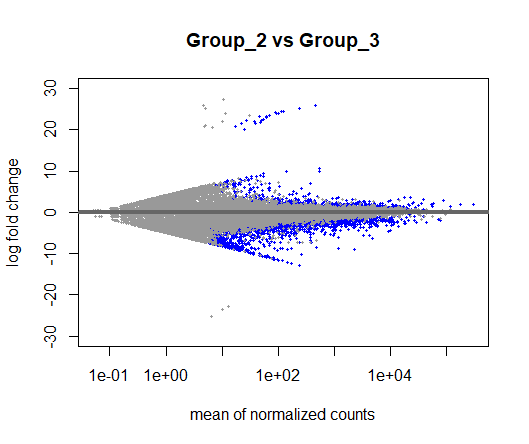 Group_2 vs Group_3
log fold change
30
20
10
0
-10
-20
-30
1e-01 1e+00 1e+02 1e+04
mean of normalized counts